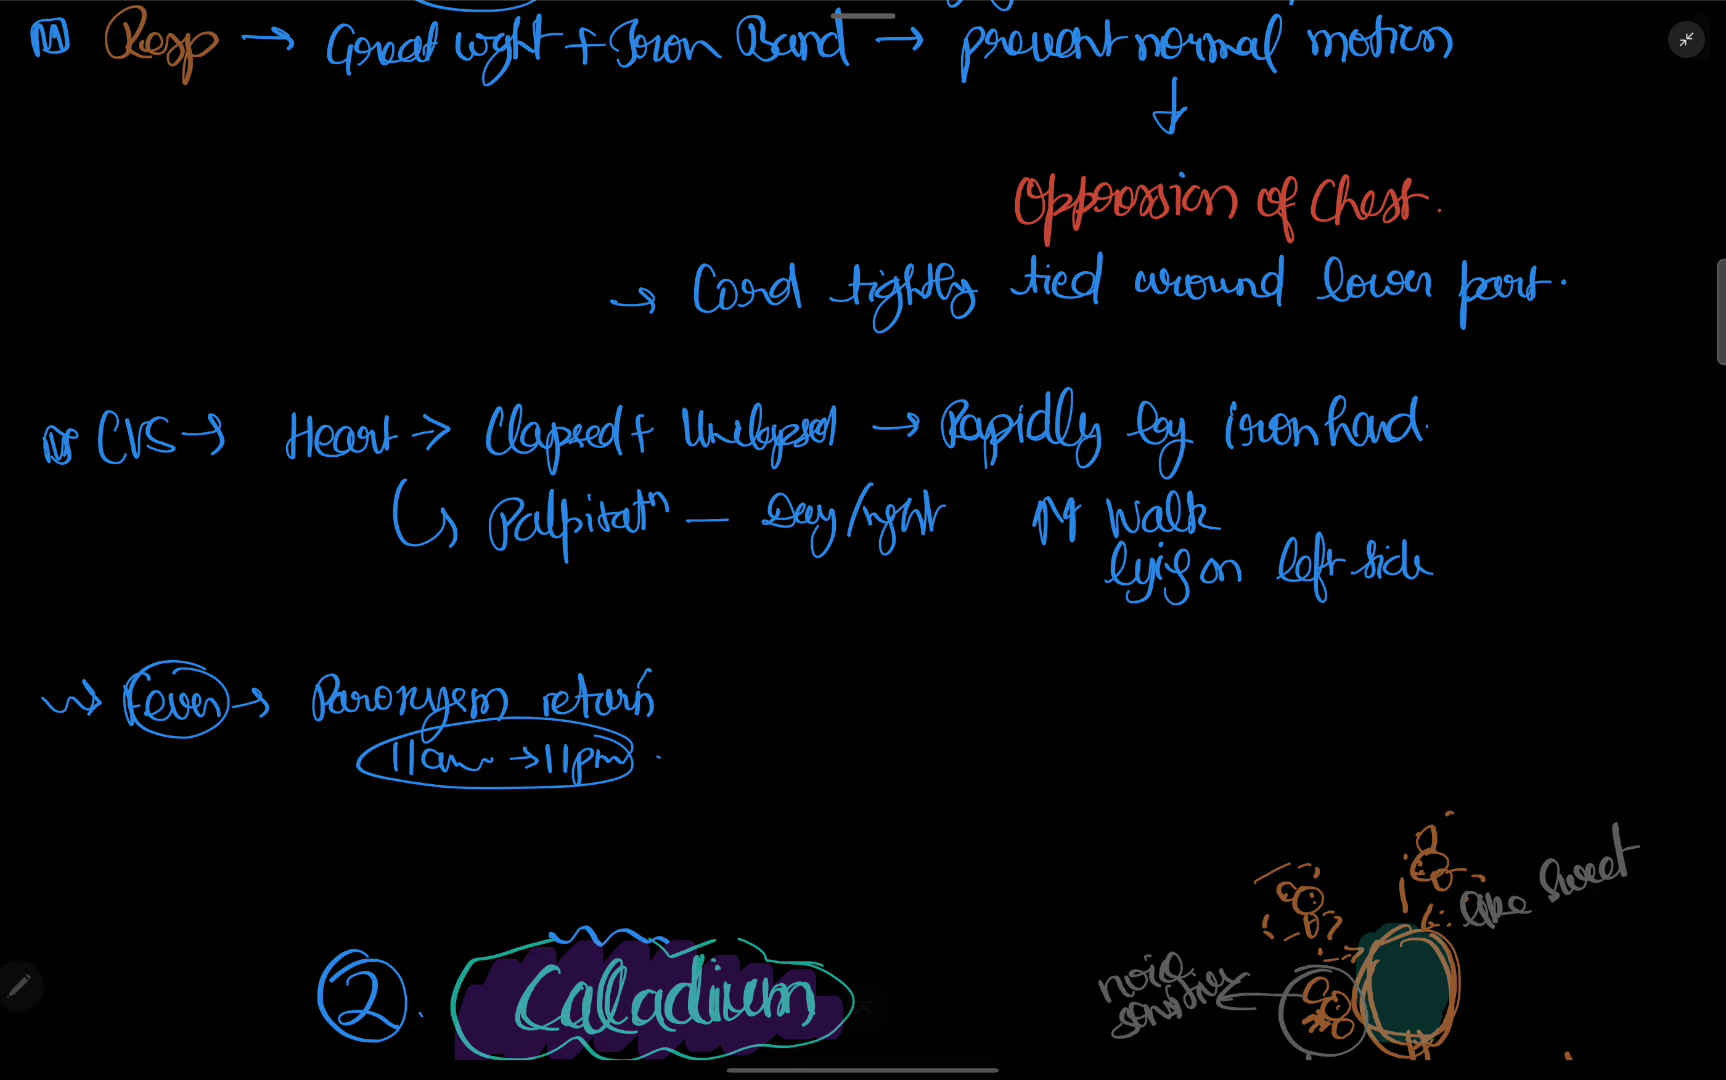 Resp → Great wght + Iron Band → prevent normal motion
↓
Oppression of Chest.
→ Cord tightly tied around lower part.
CVS → Heart > Clapsed + Unclapsed → Rapidly by iron hand.
Palpitatⁿ — Day/night ↑ walk
lying on left side
Fever → Paroxysm return
11am → 11pm.
like Sweet
noise
sensitive
2. Caladium